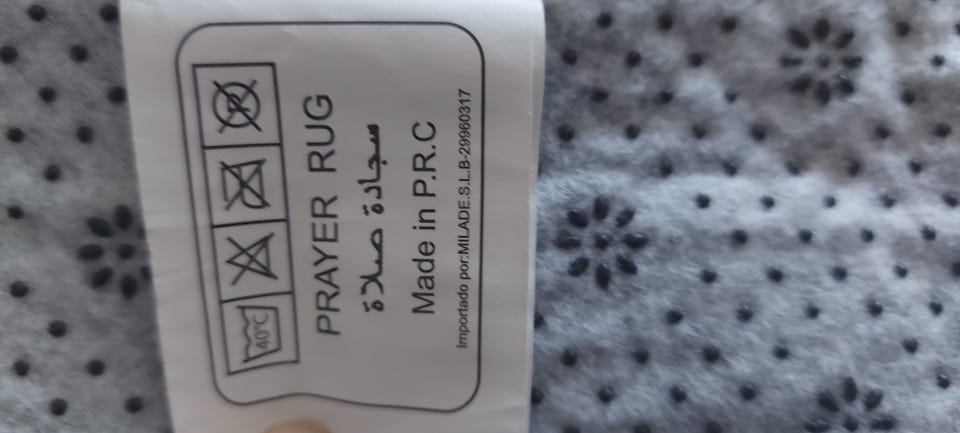 40°C
PRAYER RUG
سجادة صلاة
Made in P.R.C
Importado por:MILADE.S.L.B-29960317